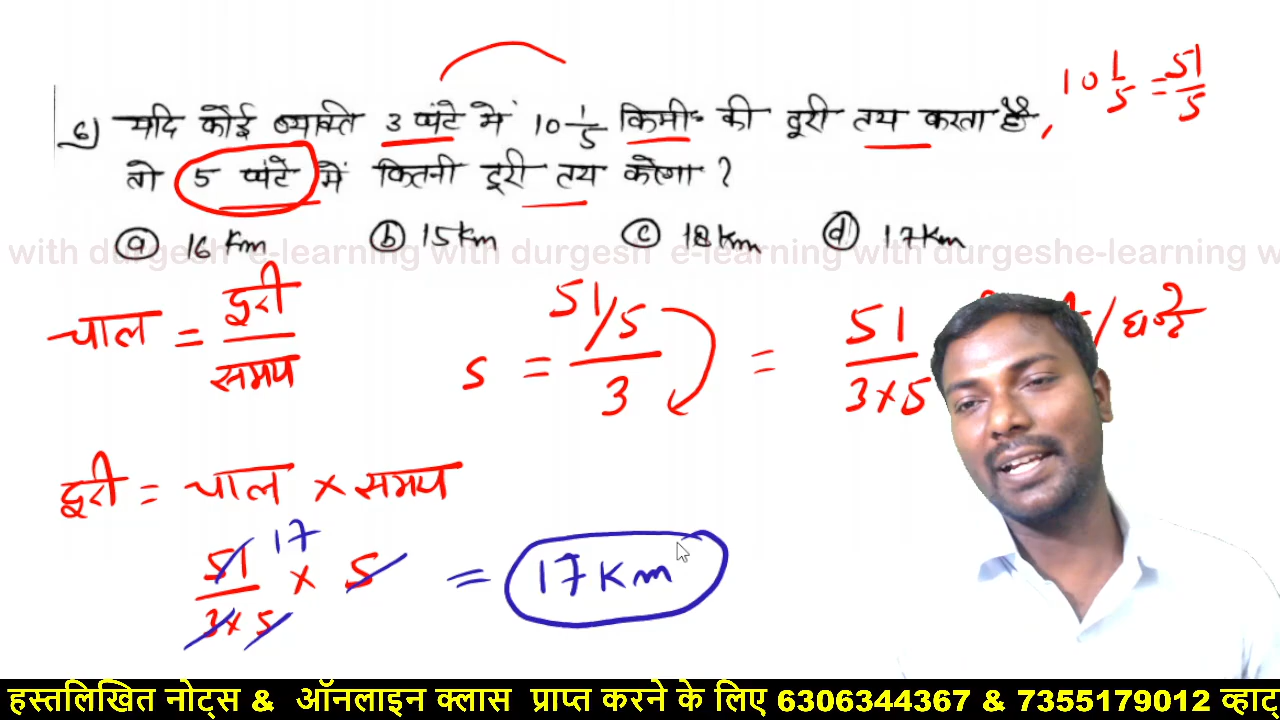 6) यदि कोई व्यक्ति 3 घंटे में 10 1/5 किमी० की दूरी तय करता है,
तो 5 घंटे में कितनी दूरी तय करेगा ?
10 1/5 = 51/5
(a) 16 Km (b) 15 Km (c) 18 Km (d) 17 Km
with durgesh e-learning with durgesh e-learning with durgeshe-learning w
चाल = दूरी / समय
s = 51/5 / 3 = 51 / 3×5 /घन्टे
दूरी = चाल × समय
51 / 3×5 × 5 = 17 Km
17
हस्तलिखित नोट्स & ऑनलाइन क्लास प्राप्त करने के लिए 6306344367 & 7355179012 व्हाट्